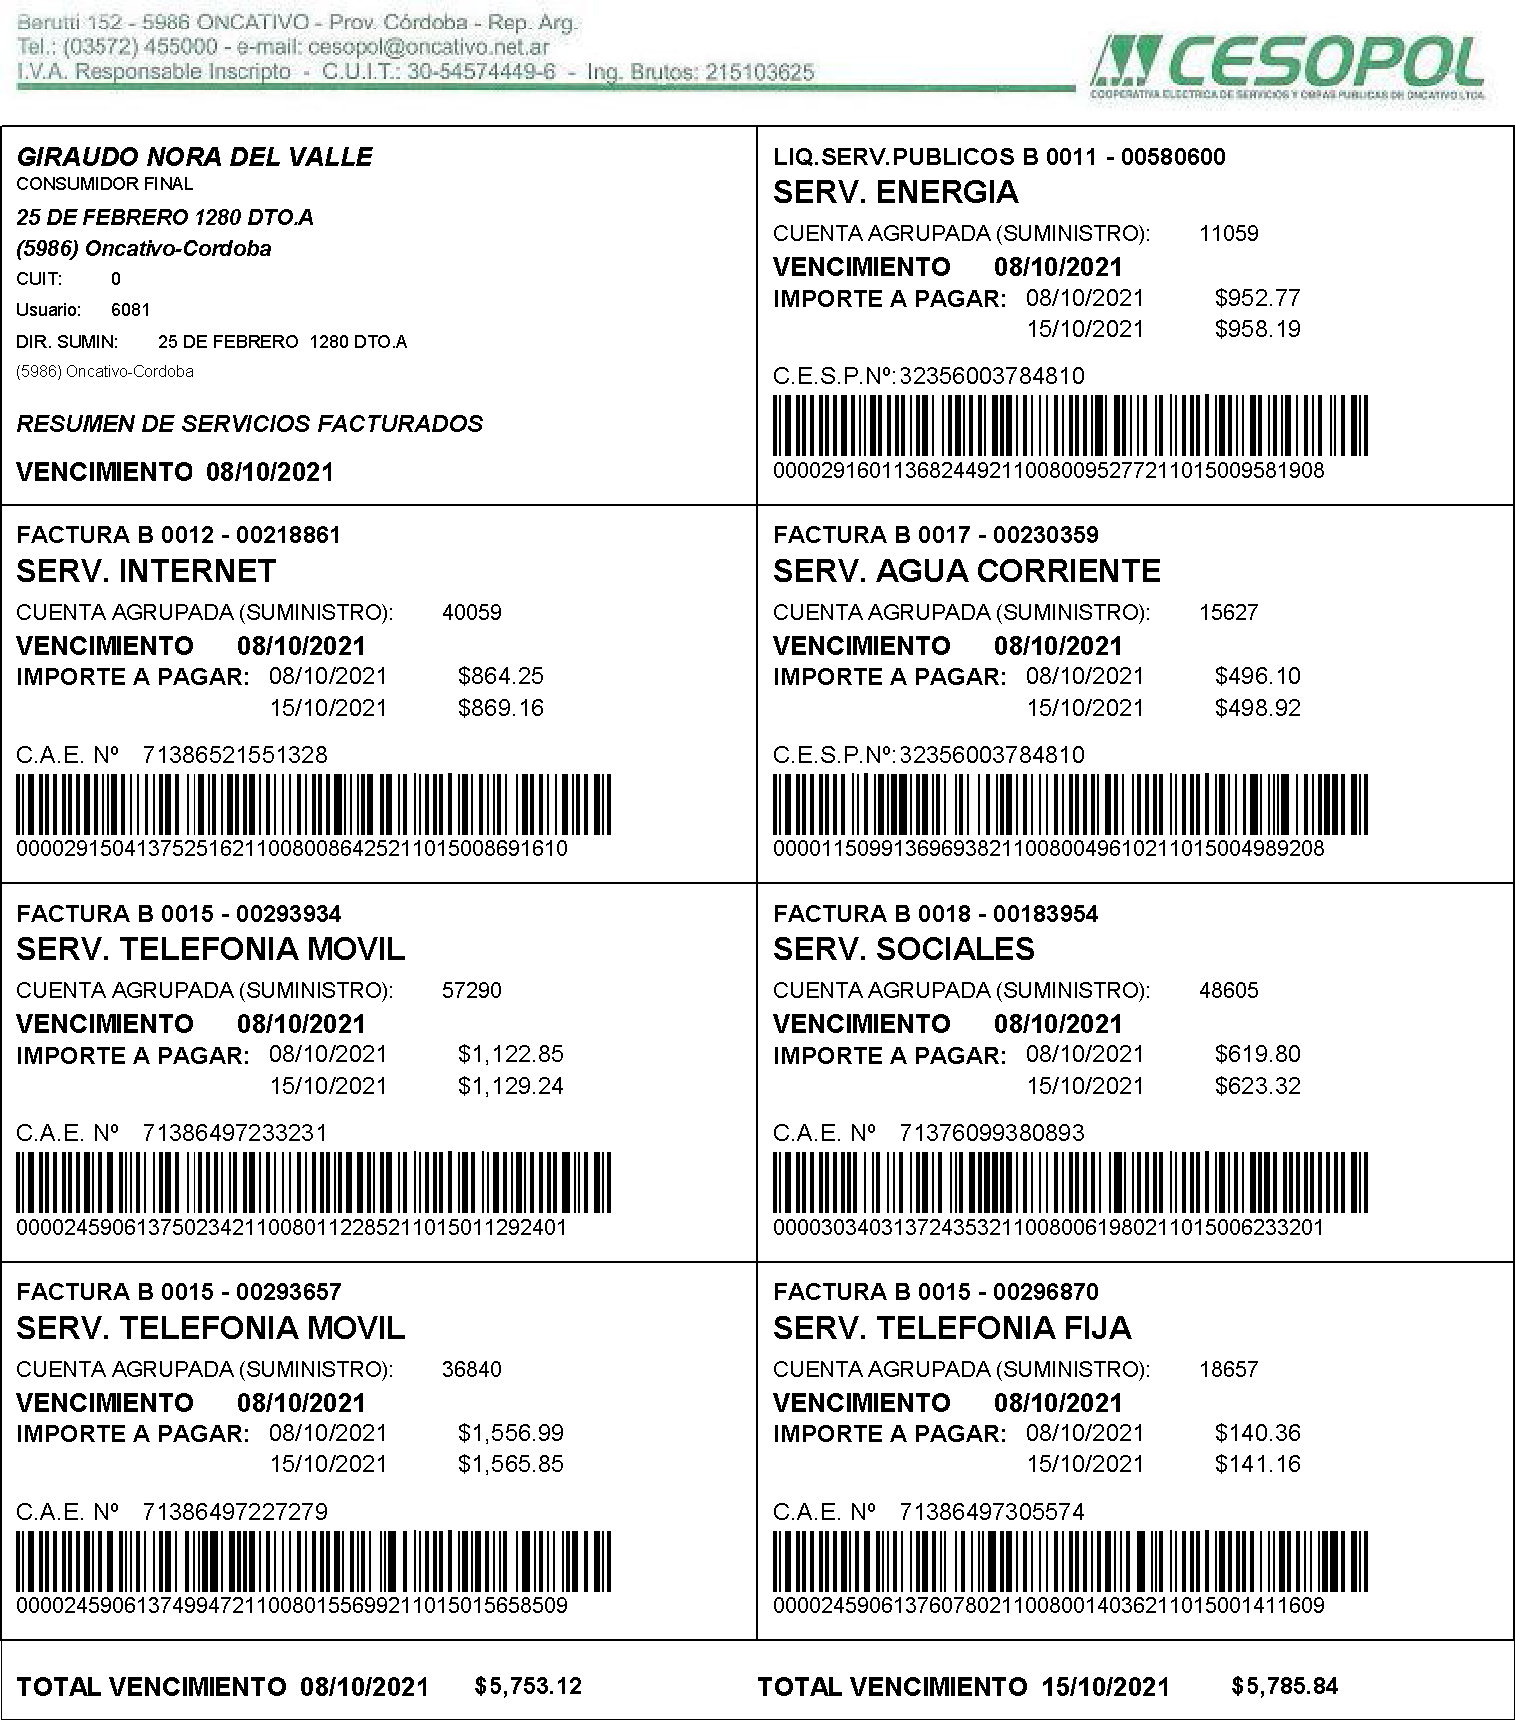 Berutti 152 - 5986 ONCATIVO - Prov. Córdoba - Rep. Arg.
Tel.: (03572) 455000 - e-mail: cesopol@oncativo.net.ar
I.V.A. Responsable Inscripto - C.U.I.T.: 30-54574449-6 - Ing. Brutos: 215103625
CESOPOL
COOPERATIVA ELECTRICA DE SERVICIOS Y OBRAS PUBLICAS DE ONCATIVO LTDA.
GIRAUDO NORA DEL VALLE
CONSUMIDOR FINAL
25 DE FEBRERO 1280 DTO.A
(5986) Oncativo-Cordoba
CUIT: 0
Usuario: 6081
DIR. SUMIN: 25 DE FEBRERO 1280 DTO.A
(5986) Oncativo-Cordoba
RESUMEN DE SERVICIOS FACTURADOS
VENCIMIENTO 08/10/2021
LIQ.SERV.PUBLICOS B 0011 - 00580600
SERV. ENERGIA
CUENTA AGRUPADA (SUMINISTRO): 11059
VENCIMIENTO 08/10/2021
IMPORTE A PAGAR: 08/10/2021 $952.77
15/10/2021 $958.19
C.E.S.P.Nº: 32356003784810
0000291601136824492110080095277211015009581908
FACTURA B 0012 - 00218861
SERV. INTERNET
CUENTA AGRUPADA (SUMINISTRO): 40059
VENCIMIENTO 08/10/2021
IMPORTE A PAGAR: 08/10/2021 $864.25
15/10/2021 $869.16
C.A.E. Nº 71386521551328
0000291504137525162110080086425211015008691610
FACTURA B 0017 - 00230359
SERV. AGUA CORRIENTE
CUENTA AGRUPADA (SUMINISTRO): 15627
VENCIMIENTO 08/10/2021
IMPORTE A PAGAR: 08/10/2021 $496.10
15/10/2021 $498.92
C.E.S.P.Nº: 32356003784810
0000115099136969382110080049610211015004989208
FACTURA B 0015 - 00293934
SERV. TELEFONIA MOVIL
CUENTA AGRUPADA (SUMINISTRO): 57290
VENCIMIENTO 08/10/2021
IMPORTE A PAGAR: 08/10/2021 $1,122.85
15/10/2021 $1,129.24
C.A.E. Nº 71386497233231
0000245906137502342110080112285211015011292401
FACTURA B 0018 - 00183954
SERV. SOCIALES
CUENTA AGRUPADA (SUMINISTRO): 48605
VENCIMIENTO 08/10/2021
IMPORTE A PAGAR: 08/10/2021 $619.80
15/10/2021 $623.32
C.A.E. Nº 71376099380893
0000303403137243532110080061980211015006233201
FACTURA B 0015 - 00293657
SERV. TELEFONIA MOVIL
CUENTA AGRUPADA (SUMINISTRO): 36840
VENCIMIENTO 08/10/2021
IMPORTE A PAGAR: 08/10/2021 $1,556.99
15/10/2021 $1,565.85
C.A.E. Nº 71386497227279
0000245906137499472110080155699211015015658509
FACTURA B 0015 - 00296870
SERV. TELEFONIA FIJA
CUENTA AGRUPADA (SUMINISTRO): 18657
VENCIMIENTO 08/10/2021
IMPORTE A PAGAR: 08/10/2021 $140.36
15/10/2021 $141.16
C.A.E. Nº 71386497305574
0000245906137607802110080014036211015001411609
TOTAL VENCIMIENTO 08/10/2021 $5,753.12
TOTAL VENCIMIENTO 15/10/2021 $5,785.84